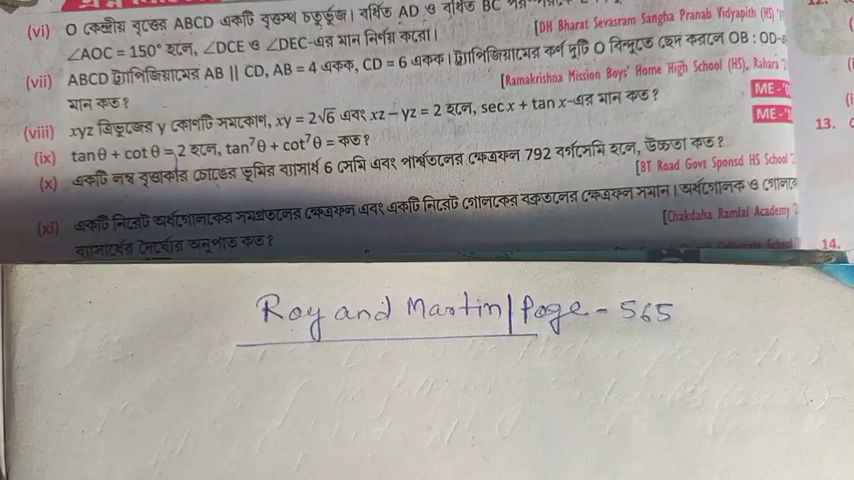 (vi) O কেন্দ্রীয় বৃত্তের ABCD একটি বৃত্তস্থ চতুর্ভুজ। বর্ধিত AD ও বর্ধিত BC
∠AOC = 150° হলে, ∠DCE ও ∠DEC-এর মান নির্ণয় করো।
[DH Bharat Sevasram Sangha Pranab Vidyapith (HS)
(vii) ABCD ট্রাপিজিয়ামের AB || CD, AB = 4 একক, CD = 6 একক। ট্রাপিজিয়ামের কর্ণ দুটি O বিন্দুতে ছেদ করলে OB : OD-
মান কত?
[Ramakrishna Mission Boys' Home High School (HS), Rahara
(viii) xyz ত্রিভুজের y কোণটি সমকোণ, xy = 2√6 এবং xz – yz = 2 হলে, sec x + tan x-এর মান কত?
ME -
(ix) tan θ + cot θ = 2 হলে, tan⁷θ + cot⁷θ = কত?
ME -
(x) একটি লম্ব বৃত্তাকার চোঙের ভূমির ব্যাসার্ধ 6 সেমি এবং পার্শ্বতলের ক্ষেত্রফল 792 বর্গসেমি হলে, উচ্চতা কত?
[BT Road Govt Sponsd HS School
(xi) একটি নিরেট অর্ধগোলকের সমগ্রতলের ক্ষেত্রফল এবং একটি নিরেট গোলকের বক্রতলের ক্ষেত্রফল সমান। অর্ধগোলক ও
ব্যাসার্ধের দৈর্ঘ্যের অনুপাত কত?
[Chakdaha Ramlal Academy
13.
14.
Roy and Martin | Page - 565